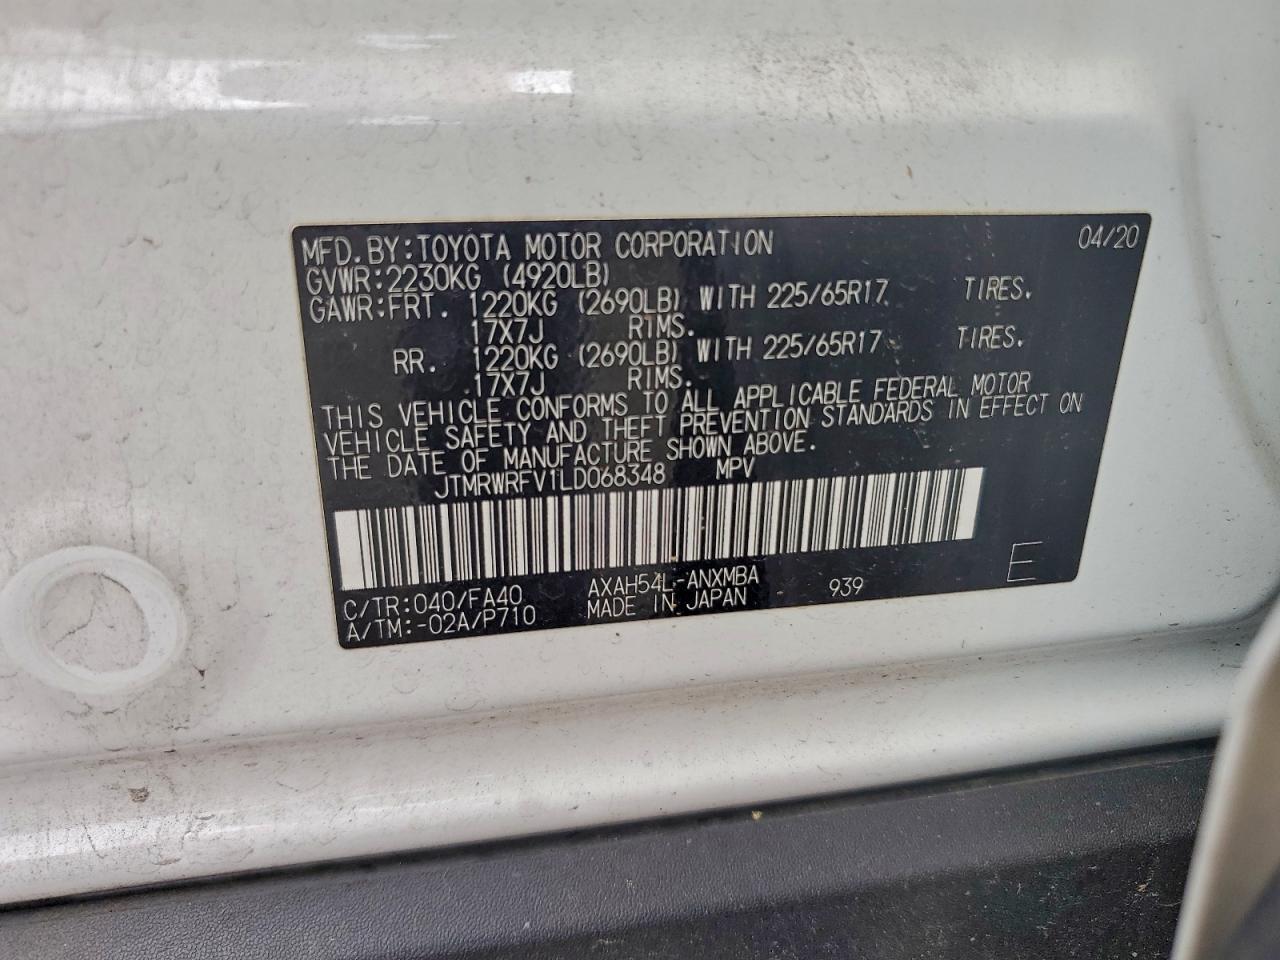 MFD.BY:TOYOTA MOTOR CORPORATION 04/20
GVWR:2230KG (4920LB)
GAWR:FRT. 1220KG (2690LB) WITH 225/65R17 TIRES.
17X7J RIMS.
RR. 1220KG (2690LB) WITH 225/65R17 TIRES.
17X7J RIMS.
THIS VEHICLE CONFORMS TO ALL APPLICABLE FEDERAL MOTOR
VEHICLE SAFETY AND THEFT PREVENTION STANDARDS IN EFFECT ON
THE DATE OF MANUFACTURE SHOWN ABOVE.
JTMRWRFV1LD068348 MPV
C/TR:040/FA40 AXAH54L-ANXMBA 939 E
A/TM:-02A/P710 MADE IN JAPAN